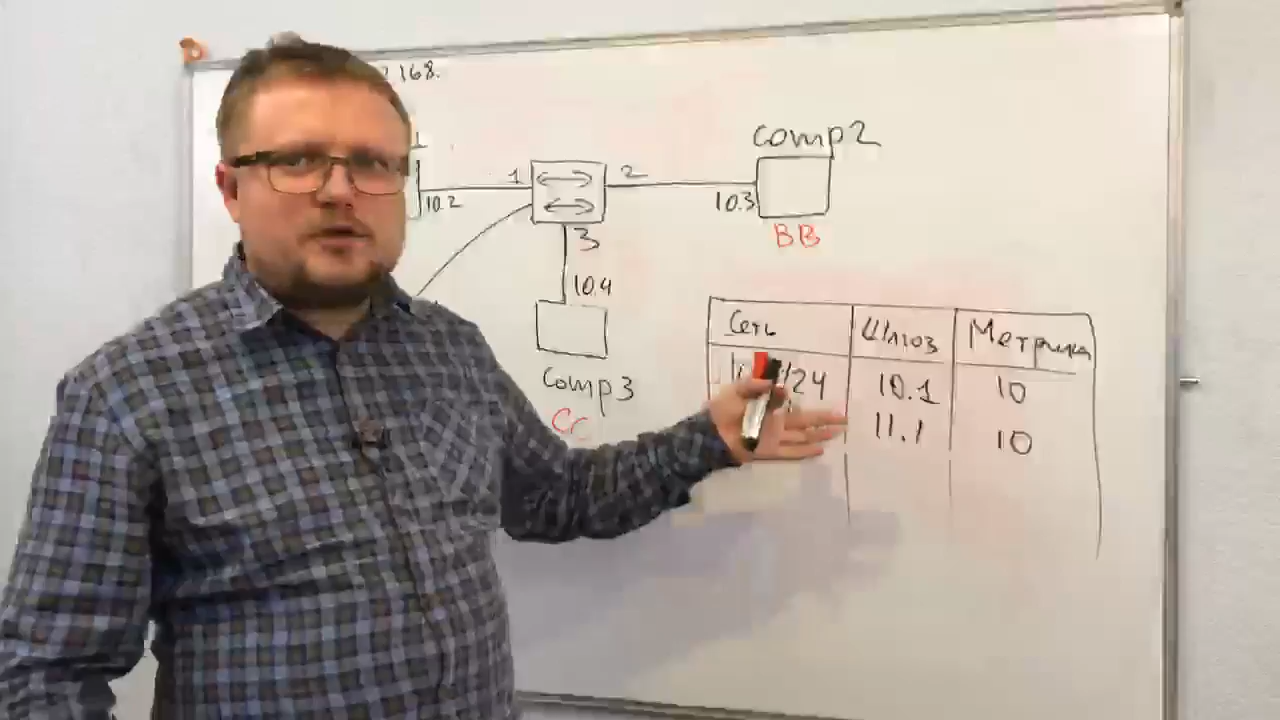 168.
comp2
1
2
10.2
10.3
BB
3
10.4
comp3
CC
Сеть
Шлюз
Метрика
/24
10.1
10
11.1
10